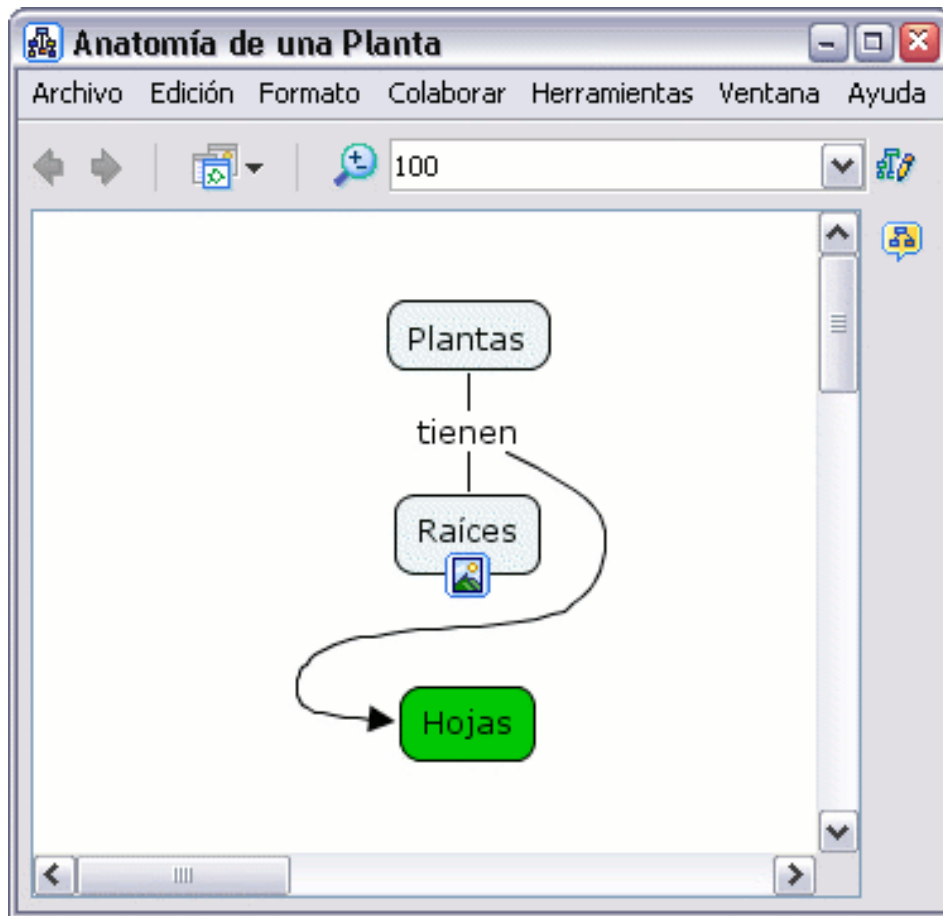 Anatomía de una Planta
Archivo Edición Formato Colaborar Herramientas Ventana Ayuda
100
Plantas
tienen
Raíces
Hojas